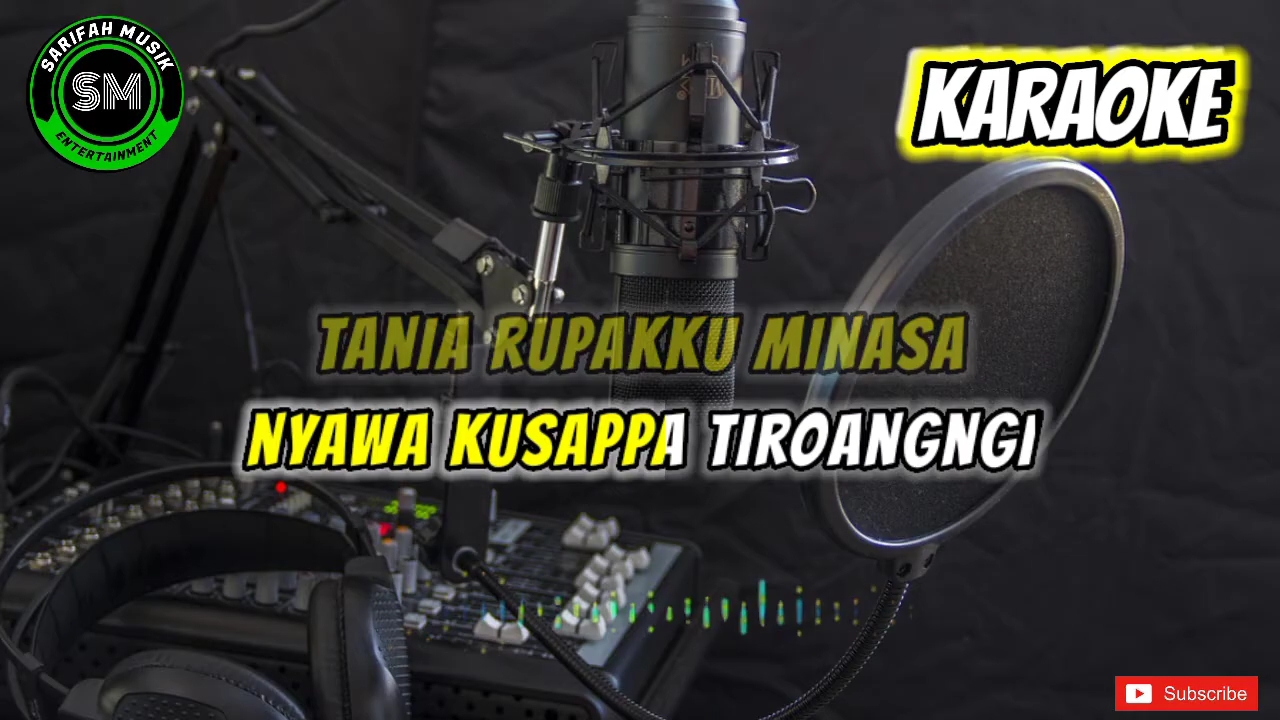 SARIFAH MUSIK
SM
ENTERTAINMENT
KARAOKE
TANIA RUPAKKU MINASA
NYAWA KUSAPPA TIROANGNGI
Subscribe